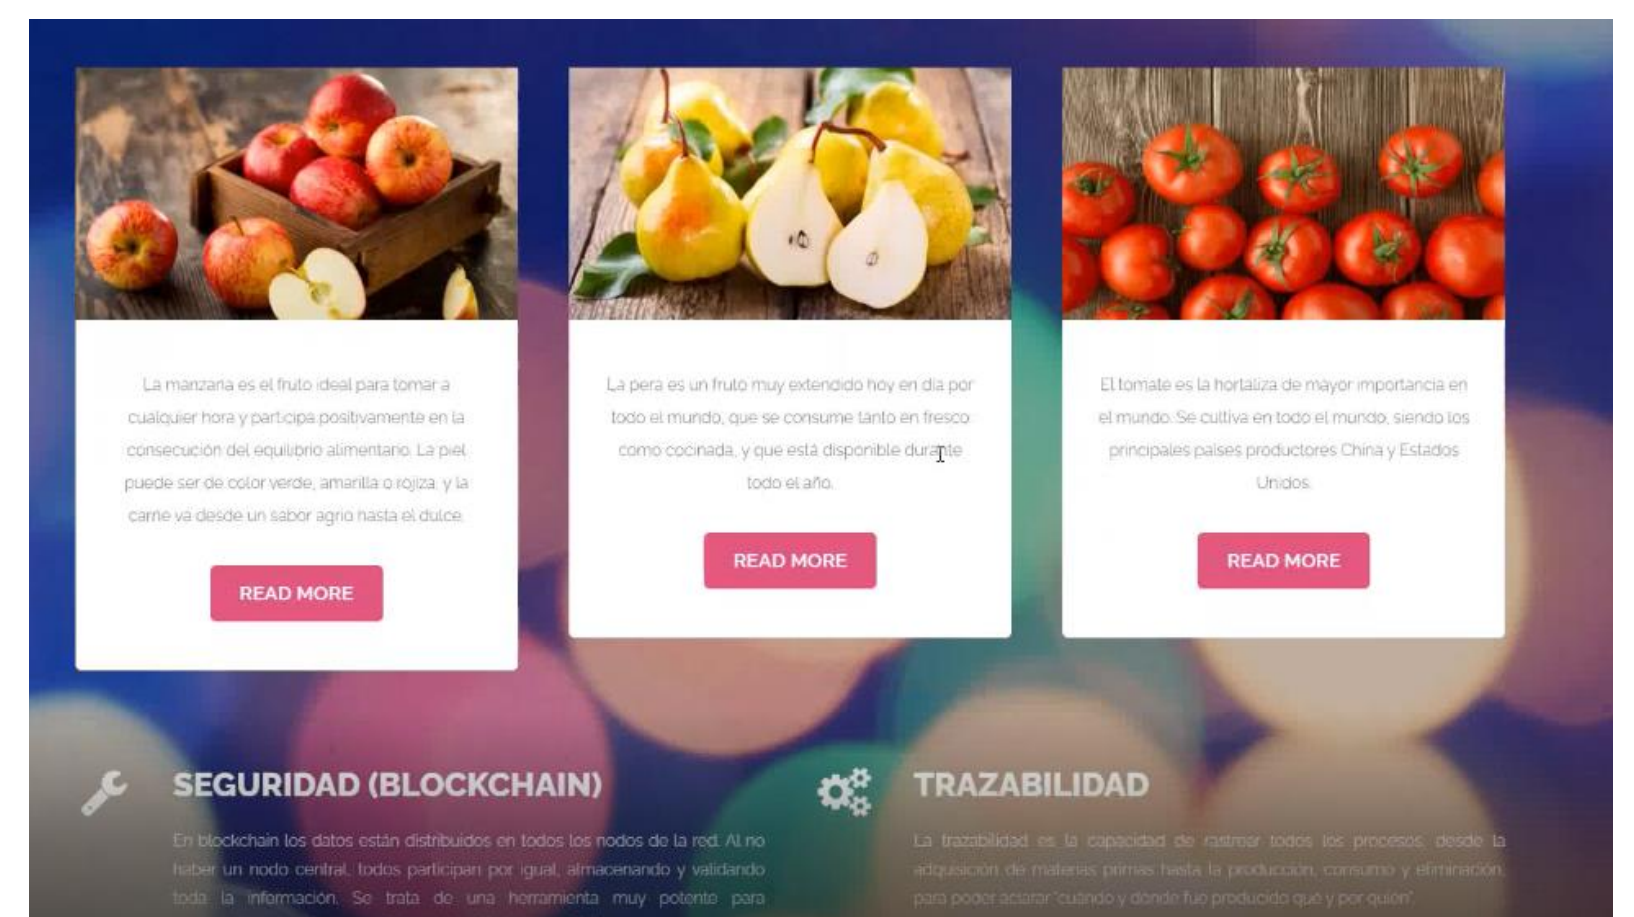 La manzana es el fruto ideal para tomar a
cualquier hora y participa positivamente en la
consecución del equilibrio alimentario. La piel
puede ser de color verde, amarilla o rojiza, y la
carne va desde un sabor agrio hasta el dulce.
READ MORE
La pera es un fruto muy extendido hoy en día por
todo el mundo, que se consume tanto en fresco
como cocinada, y que está disponible durante
todo el año.
READ MORE
El tomate es la hortaliza de mayor importancia en
el mundo. Se cultiva en todo el mundo, siendo los
principales países productores China y Estados
Unidos.
READ MORE
SEGURIDAD (BLOCKCHAIN)
En blockchain los datos están distribuidos en todos los nodos de la red. Al no
haber un nodo central, todos participan por igual, almacenando y validando
toda la información. Se trata de una herramienta muy potente para
TRAZABILIDAD
La trazabilidad es la capacidad de rastrear todos los procesos, desde la
adquisición de materias primas hasta la producción, consumo y eliminación,
para poder aclarar "cuándo y dónde fue producido qué y por quién".